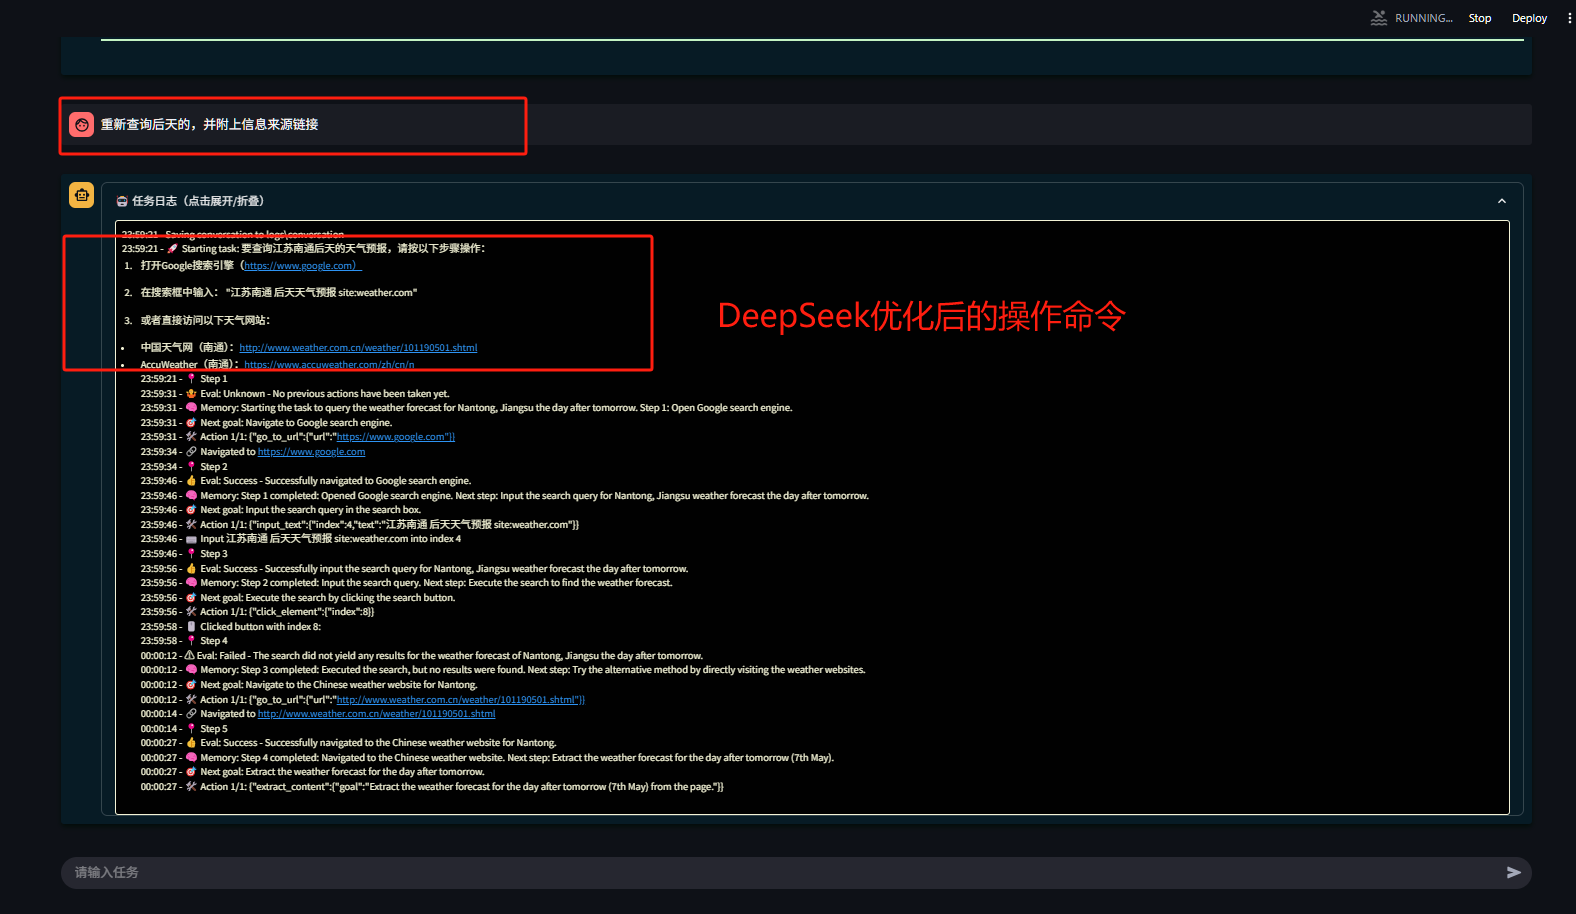 RUNNING...
Stop
Deploy
重新查询后天的，并附上信息来源链接
任务日志（点击展开/折叠）
23:59:21 - Saving conversation to logs\conversation
23:59:21 - 🚀 Starting task: 要查询江苏南通后天的天气预报，请按以下步骤操作：
1. 打开Google搜索引擎（https://www.google.com）
2. 在搜索框中输入： "江苏南通 后天天气预报 site:weather.com"
3. 或者直接访问以下天气网站：
• 中国天气网（南通）：http://www.weather.com.cn/weather/101190501.shtml
• AccuWeather（南通）：https://www.accuweather.com/zh/cn/n
DeepSeek优化后的操作命令
23:59:21 - 📍 Step 1
23:59:31 - 🤷 Eval: Unknown - No previous actions have been taken yet.
23:59:31 - 🧠 Memory: Starting the task to query the weather forecast for Nantong, Jiangsu the day after tomorrow. Step 1: Open Google search engine.
23:59:31 - 🎯 Next goal: Navigate to Google search engine.
23:59:31 - 🛠 Action 1/1: {"go_to_url":{"url":"https://www.google.com"}}
23:59:34 - 🔗 Navigated to https://www.google.com
23:59:34 - 📍 Step 2
23:59:46 - 👍 Eval: Success - Successfully navigated to Google search engine.
23:59:46 - 🧠 Memory: Step 1 completed: Opened Google search engine. Next step: Input the search query for Nantong, Jiangsu weather forecast the day after tomorrow.
23:59:46 - 🎯 Next goal: Input the search query in the search box.
23:59:46 - 🛠 Action 1/1: {"input_text":{"index":4,"text":"江苏南通 后天天气预报 site:weather.com"}}
23:59:46 - ⌨ Input 江苏南通 后天天气预报 site:weather.com into index 4
23:59:46 - 📍 Step 3
23:59:56 - 👍 Eval: Success - Successfully input the search query for Nantong, Jiangsu weather forecast the day after tomorrow.
23:59:56 - 🧠 Memory: Step 2 completed: Input the search query. Next step: Execute the search to find the weather forecast.
23:59:56 - 🎯 Next goal: Execute the search by clicking the search button.
23:59:56 - 🛠 Action 1/1: {"click_element":{"index":8}}
23:59:58 - 🖱 Clicked button with index 8:
23:59:58 - 📍 Step 4
00:00:12 - ⚠ Eval: Failed - The search did not yield any results for the weather forecast of Nantong, Jiangsu the day after tomorrow.
00:00:12 - 🧠 Memory: Step 3 completed: Executed the search, but no results were found. Next step: Try the alternative method by directly visiting the weather websites.
00:00:12 - 🎯 Next goal: Navigate to the Chinese weather website for Nantong.
00:00:12 - 🛠 Action 1/1: {"go_to_url":{"url":"http://www.weather.com.cn/weather/101190501.shtml"}}
00:00:14 - 🔗 Navigated to http://www.weather.com.cn/weather/101190501.shtml
00:00:14 - 📍 Step 5
00:00:27 - 👍 Eval: Success - Successfully navigated to the Chinese weather website for Nantong.
00:00:27 - 🧠 Memory: Step 4 completed: Navigated to the Chinese weather website. Next step: Extract the weather forecast for the day after tomorrow (7th May).
00:00:27 - 🎯 Next goal: Extract the weather forecast for the day after tomorrow.
00:00:27 - 🛠 Action 1/1: {"extract_content":{"goal":"Extract the weather forecast for the day after tomorrow (7th May) from the page."}}
请输入任务